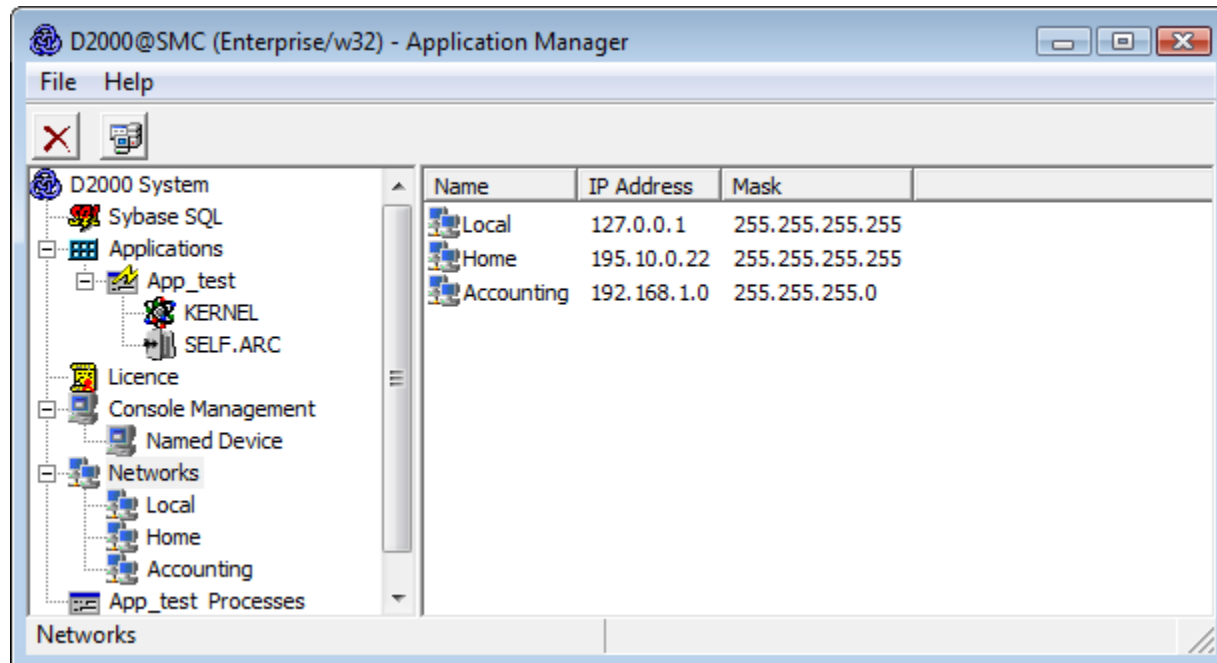 D2000@SMC (Enterprise/w32) - Application Manager
File Help
D2000 System
Sybase SQL
Applications
App_test
KERNEL
SELF.ARC
Licence
Console Management
Named Device
Networks
Local
Home
Accounting
App_test Processes
Name IP Address Mask
Local 127.0.0.1 255.255.255.255
Home 195.10.0.22 255.255.255.255
Accounting 192.168.1.0 255.255.255.0
Networks